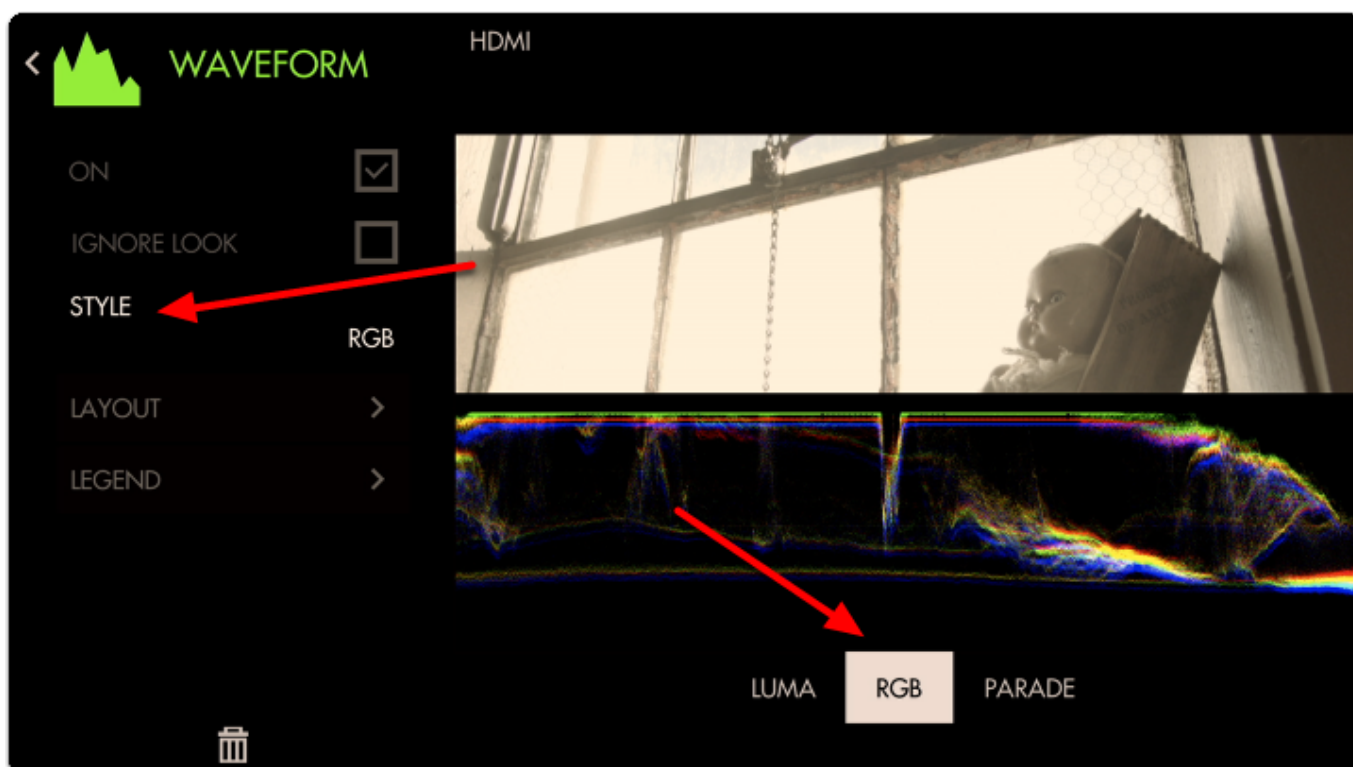 WAVEFORM
HDMI
ON
IGNORE LOOK
STYLE
RGB
LAYOUT
LEGEND
LUMA RGB PARADE